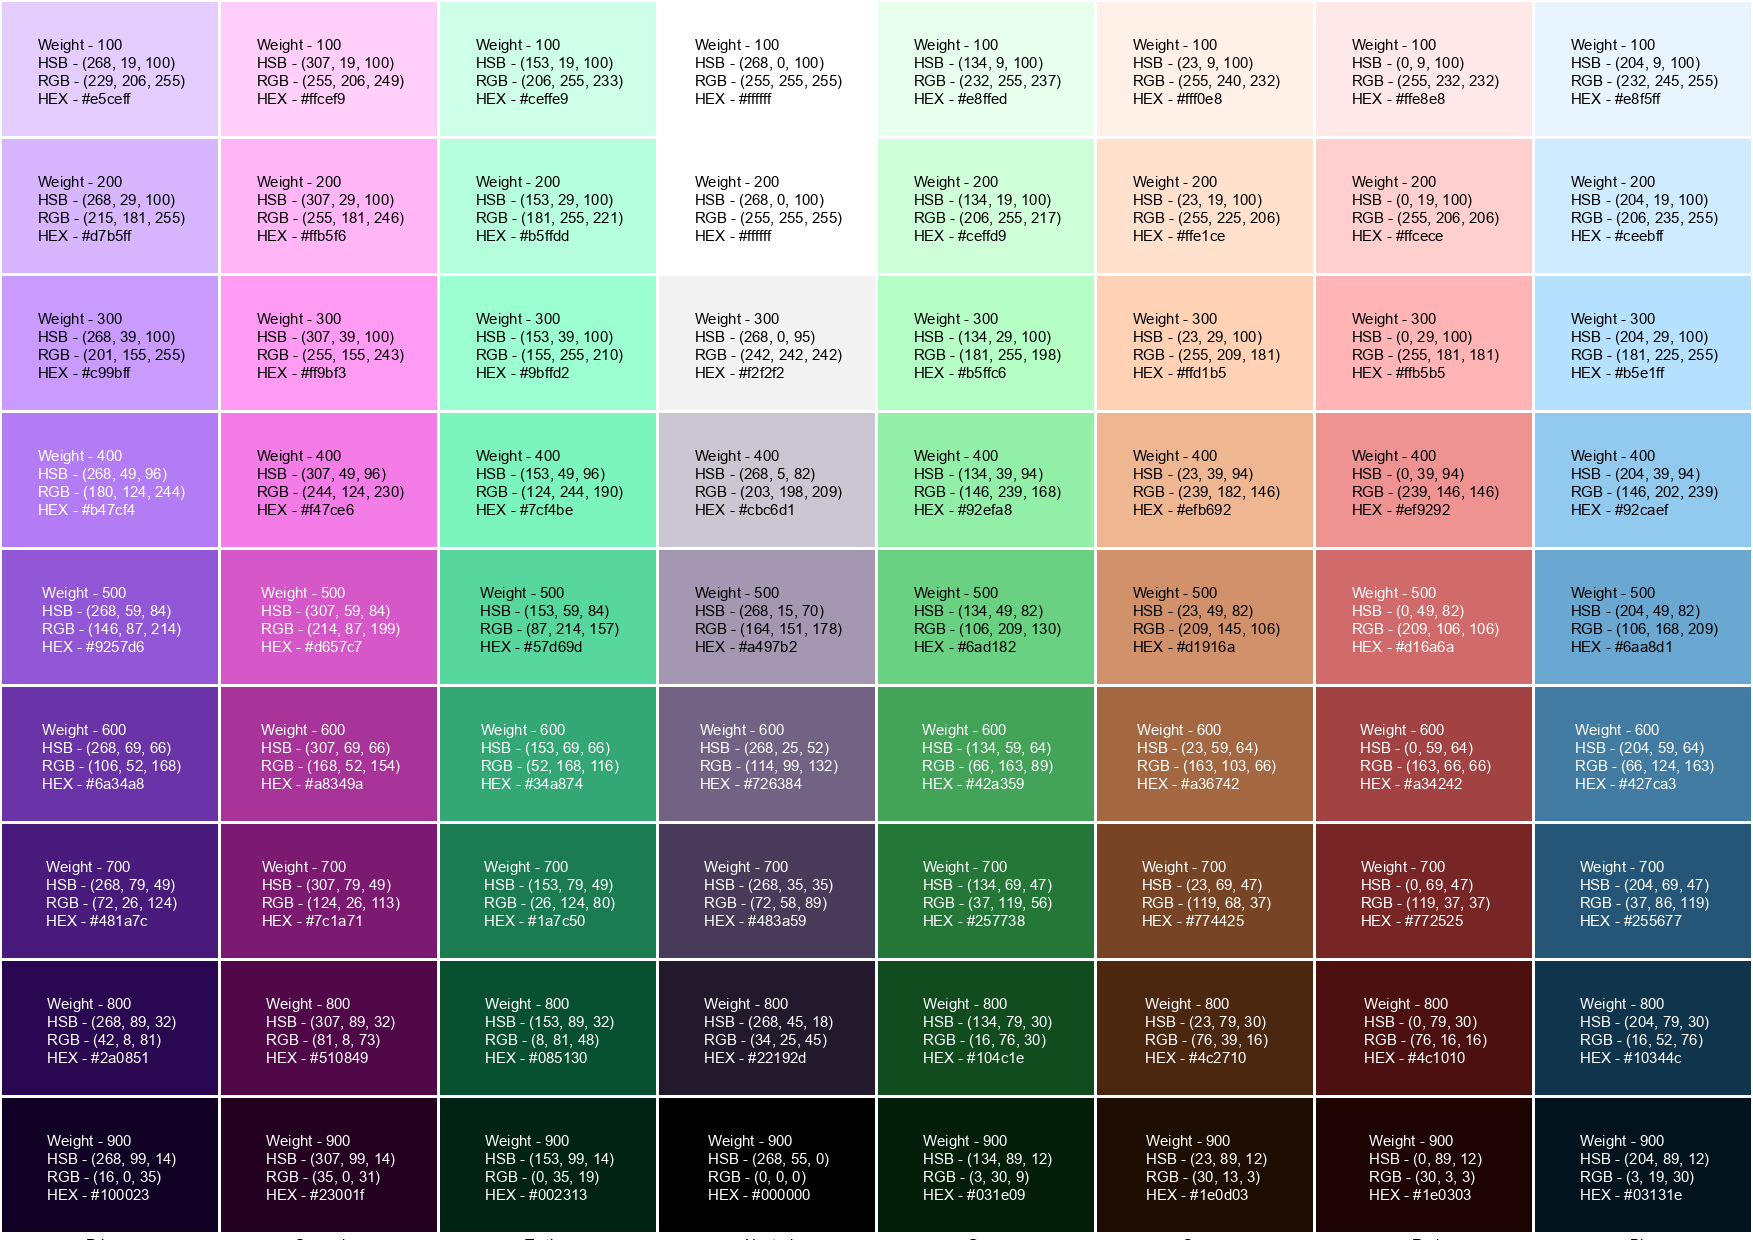 Weight - 100
HSB - (268, 19, 100)
RGB - (229, 206, 255)
HEX - #e5ceff
Weight - 100
HSB - (307, 19, 100)
RGB - (255, 206, 249)
HEX - #ffcef9
Weight - 100
HSB - (153, 19, 100)
RGB - (206, 255, 233)
HEX - #ceffe9
Weight - 100
HSB - (268, 0, 100)
RGB - (255, 255, 255)
HEX - #ffffff
Weight - 100
HSB - (134, 9, 100)
RGB - (232, 255, 237)
HEX - #e8ffed
Weight - 100
HSB - (23, 9, 100)
RGB - (255, 240, 232)
HEX - #fff0e8
Weight - 100
HSB - (0, 9, 100)
RGB - (255, 232, 232)
HEX - #ffe8e8
Weight - 100
HSB - (204, 9, 100)
RGB - (232, 245, 255)
HEX - #e8f5ff
Weight - 200
HSB - (268, 29, 100)
RGB - (215, 181, 255)
HEX - #d7b5ff
Weight - 200
HSB - (307, 29, 100)
RGB - (255, 181, 246)
HEX - #ffb5f6
Weight - 200
HSB - (153, 29, 100)
RGB - (181, 255, 221)
HEX - #b5ffdd
Weight - 200
HSB - (268, 0, 100)
RGB - (255, 255, 255)
HEX - #ffffff
Weight - 200
HSB - (134, 19, 100)
RGB - (206, 255, 217)
HEX - #ceffd9
Weight - 200
HSB - (23, 19, 100)
RGB - (255, 225, 206)
HEX - #ffe1ce
Weight - 200
HSB - (0, 19, 100)
RGB - (255, 206, 206)
HEX - #ffcece
Weight - 200
HSB - (204, 19, 100)
RGB - (206, 235, 255)
HEX - #ceebff
Weight - 300
HSB - (268, 39, 100)
RGB - (201, 155, 255)
HEX - #c99bff
Weight - 300
HSB - (307, 39, 100)
RGB - (255, 155, 243)
HEX - #ff9bf3
Weight - 300
HSB - (153, 39, 100)
RGB - (155, 255, 210)
HEX - #9bffd2
Weight - 300
HSB - (268, 0, 95)
RGB - (242, 242, 242)
HEX - #f2f2f2
Weight - 300
HSB - (134, 29, 100)
RGB - (181, 255, 198)
HEX - #b5ffc6
Weight - 300
HSB - (23, 29, 100)
RGB - (255, 209, 181)
HEX - #ffd1b5
Weight - 300
HSB - (0, 29, 100)
RGB - (255, 181, 181)
HEX - #ffb5b5
Weight - 300
HSB - (204, 29, 100)
RGB - (181, 225, 255)
HEX - #b5e1ff
Weight - 400
HSB - (268, 49, 96)
RGB - (180, 124, 244)
HEX - #b47cf4
Weight - 400
HSB - (307, 49, 96)
RGB - (244, 124, 230)
HEX - #f47ce6
Weight - 400
HSB - (153, 49, 96)
RGB - (124, 244, 190)
HEX - #7cf4be
Weight - 400
HSB - (268, 5, 82)
RGB - (203, 198, 209)
HEX - #cbc6d1
Weight - 400
HSB - (134, 39, 94)
RGB - (146, 239, 168)
HEX - #92efa8
Weight - 400
HSB - (23, 39, 94)
RGB - (239, 182, 146)
HEX - #efb692
Weight - 400
HSB - (0, 39, 94)
RGB - (239, 146, 146)
HEX - #ef9292
Weight - 400
HSB - (204, 39, 94)
RGB - (146, 202, 239)
HEX - #92caef
Weight - 500
HSB - (268, 59, 84)
RGB - (146, 87, 214)
HEX - #9257d6
Weight - 500
HSB - (307, 59, 84)
RGB - (214, 87, 199)
HEX - #d657c7
Weight - 500
HSB - (153, 59, 84)
RGB - (87, 214, 157)
HEX - #57d69d
Weight - 500
HSB - (268, 15, 70)
RGB - (164, 151, 178)
HEX - #a497b2
Weight - 500
HSB - (134, 49, 82)
RGB - (106, 209, 130)
HEX - #6ad182
Weight - 500
HSB - (23, 49, 82)
RGB - (209, 145, 106)
HEX - #d1916a
Weight - 500
HSB - (0, 49, 82)
RGB - (209, 106, 106)
HEX - #d16a6a
Weight - 500
HSB - (204, 49, 82)
RGB - (106, 168, 209)
HEX - #6aa8d1
Weight - 600
HSB - (268, 69, 66)
RGB - (106, 52, 168)
HEX - #6a34a8
Weight - 600
HSB - (307, 69, 66)
RGB - (168, 52, 154)
HEX - #a8349a
Weight - 600
HSB - (153, 69, 66)
RGB - (52, 168, 116)
HEX - #34a874
Weight - 600
HSB - (268, 25, 52)
RGB - (114, 99, 132)
HEX - #726384
Weight - 600
HSB - (134, 59, 64)
RGB - (66, 163, 89)
HEX - #42a359
Weight - 600
HSB - (23, 59, 64)
RGB - (163, 103, 66)
HEX - #a36742
Weight - 600
HSB - (0, 59, 64)
RGB - (163, 66, 66)
HEX - #a34242
Weight - 600
HSB - (204, 59, 64)
RGB - (66, 124, 163)
HEX - #427ca3
Weight - 700
HSB - (268, 79, 49)
RGB - (72, 26, 124)
HEX - #481a7c
Weight - 700
HSB - (307, 79, 49)
RGB - (124, 26, 113)
HEX - #7c1a71
Weight - 700
HSB - (153, 79, 49)
RGB - (26, 124, 80)
HEX - #1a7c50
Weight - 700
HSB - (268, 35, 35)
RGB - (72, 58, 89)
HEX - #483a59
Weight - 700
HSB - (134, 69, 47)
RGB - (37, 119, 56)
HEX - #257738
Weight - 700
HSB - (23, 69, 47)
RGB - (119, 68, 37)
HEX - #774425
Weight - 700
HSB - (0, 69, 47)
RGB - (119, 37, 37)
HEX - #772525
Weight - 700
HSB - (204, 69, 47)
RGB - (37, 86, 119)
HEX - #255677
Weight - 800
HSB - (268, 89, 32)
RGB - (42, 8, 81)
HEX - #2a0851
Weight - 800
HSB - (307, 89, 32)
RGB - (81, 8, 73)
HEX - #510849
Weight - 800
HSB - (153, 89, 32)
RGB - (8, 81, 48)
HEX - #085130
Weight - 800
HSB - (268, 45, 18)
RGB - (34, 25, 45)
HEX - #22192d
Weight - 800
HSB - (134, 79, 30)
RGB - (16, 76, 30)
HEX - #104c1e
Weight - 800
HSB - (23, 79, 30)
RGB - (76, 39, 16)
HEX - #4c2710
Weight - 800
HSB - (0, 79, 30)
RGB - (76, 16, 16)
HEX - #4c1010
Weight - 800
HSB - (204, 79, 30)
RGB - (16, 52, 76)
HEX - #10344c
Weight - 900
HSB - (268, 99, 14)
RGB - (16, 0, 35)
HEX - #100023
Weight - 900
HSB - (307, 99, 14)
RGB - (35, 0, 31)
HEX - #23001f
Weight - 900
HSB - (153, 99, 14)
RGB - (0, 35, 19)
HEX - #002313
Weight - 900
HSB - (268, 55, 0)
RGB - (0, 0, 0)
HEX - #000000
Weight - 900
HSB - (134, 89, 12)
RGB - (3, 30, 9)
HEX - #031e09
Weight - 900
HSB - (23, 89, 12)
RGB - (30, 13, 3)
HEX - #1e0d03
Weight - 900
HSB - (0, 89, 12)
RGB - (30, 3, 3)
HEX - #1e0303
Weight - 900
HSB - (204, 89, 12)
RGB - (3, 19, 30)
HEX - #03131e